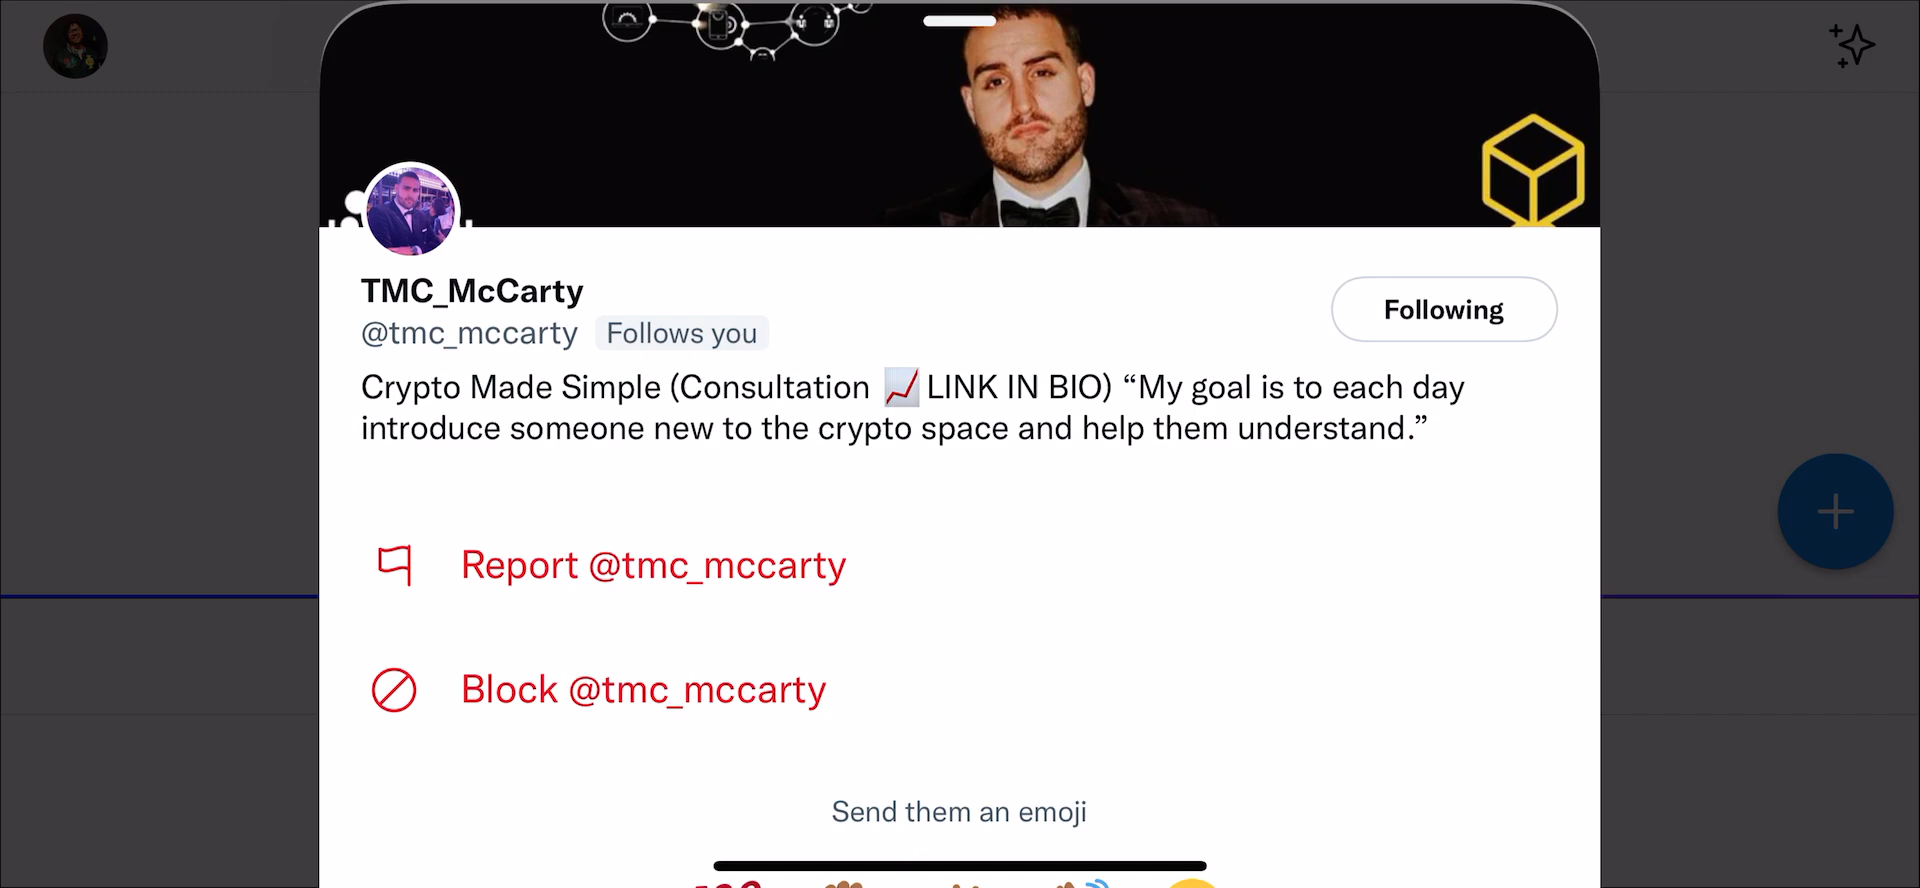 TMC_McCarty
Following
@tmc_mccarty Follows you
Crypto Made Simple (Consultation 📈 LINK IN BIO) “My goal is to each day
introduce someone new to the crypto space and help them understand.”
Report @tmc_mccarty
Block @tmc_mccarty
Send them an emoji